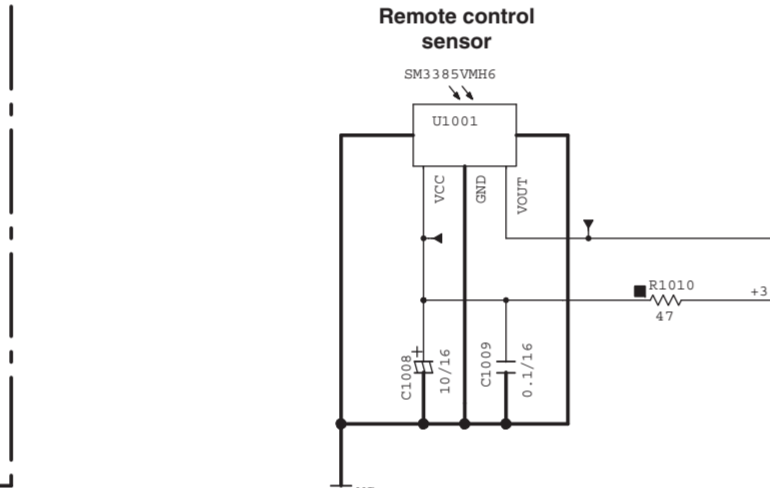 Remote control
sensor
SM3385VMH6
U1001
VCC
GND
VOUT
R1010
47
+3
C1008
+
10/16
C1009
0.1/16